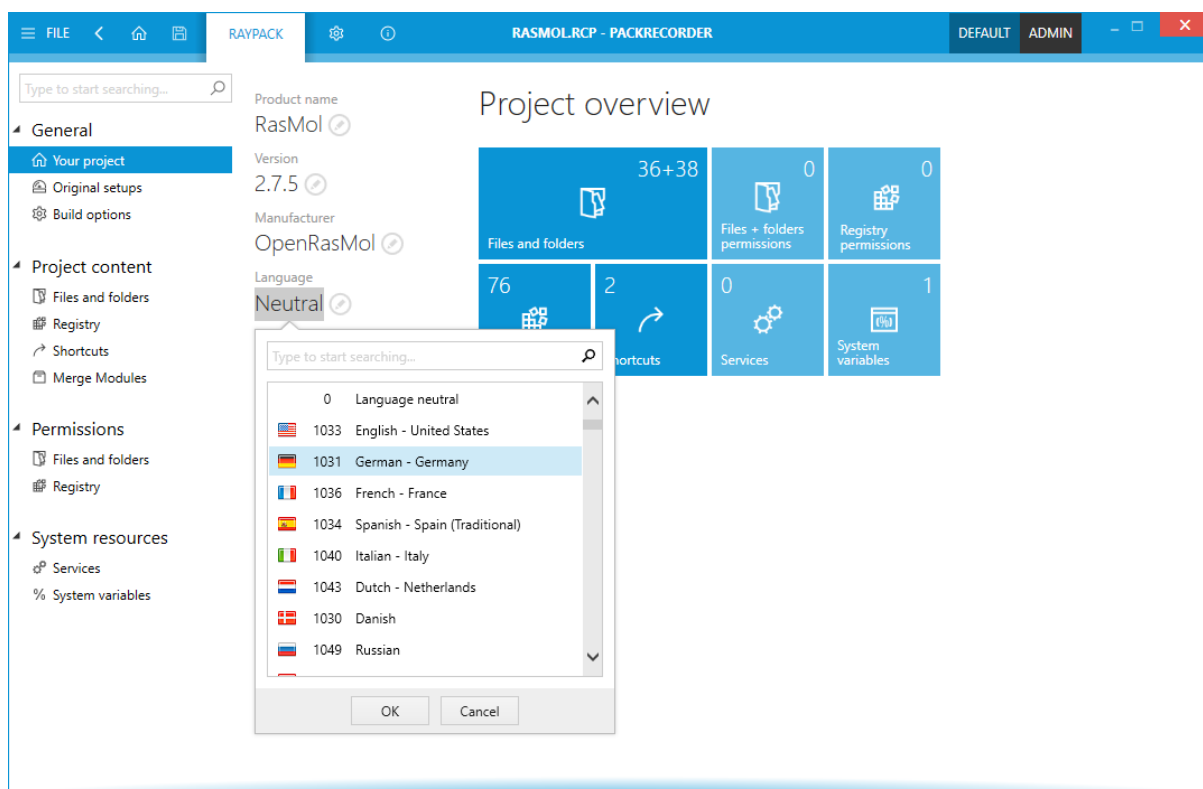 FILE
RAYPACK
RASMOL.RCP - PACKRECORDER
DEFAULT
ADMIN
Type to start searching...
General
Your project
Original setups
Build options
Project content
Files and folders
Registry
Shortcuts
Merge Modules
Permissions
Files and folders
Registry
System resources
Services
% System variables
Product name
RasMol
Version
2.7.5
Manufacturer
OpenRasMol
Language
Neutral
Type to start searching...
0 Language neutral
1033 English - United States
1031 German - Germany
1036 French - France
1034 Spanish - Spain (Traditional)
1040 Italian - Italy
1043 Dutch - Netherlands
1030 Danish
1049 Russian
OK
Cancel
Project overview
36+38
Files and folders
0
Files + folders
permissions
0
Registry
permissions
76
2
hortcuts
0
Services
1
(%)
System
variables